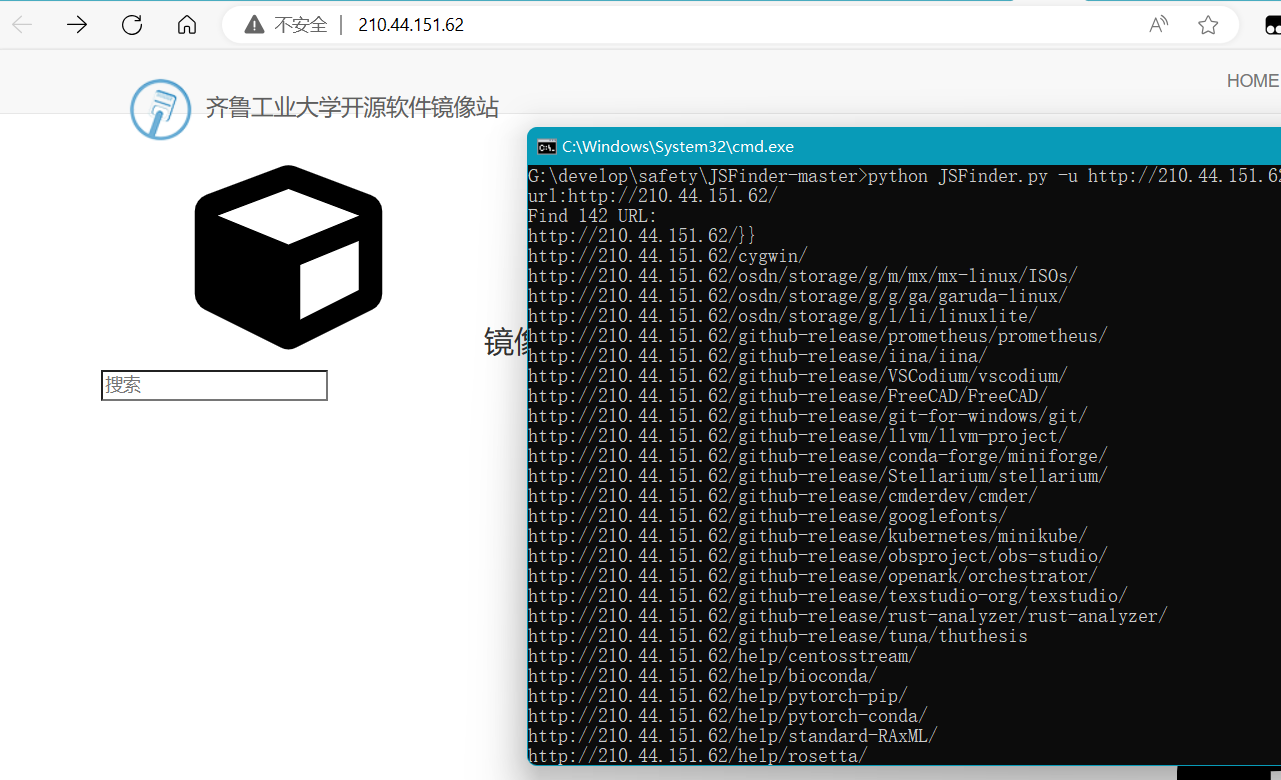 不安全 | 210.44.151.62
齐鲁工业大学开源软件镜像站
HOME
镜
搜索
C:\Windows\System32\cmd.exe
G:\develop\safety\JSFinder-master>python JSFinder.py -u http://210.44.151.62
url:http://210.44.151.62/
Find 142 URL:
http://210.44.151.62/}}
http://210.44.151.62/cygwin/
http://210.44.151.62/osdn/storage/g/m/mx/mx-linux/ISOs/
http://210.44.151.62/osdn/storage/g/g/ga/garuda-linux/
http://210.44.151.62/osdn/storage/g/l/li/linuxlite/
http://210.44.151.62/github-release/prometheus/prometheus/
http://210.44.151.62/github-release/iina/iina/
http://210.44.151.62/github-release/VSCodium/vscodium/
http://210.44.151.62/github-release/FreeCAD/FreeCAD/
http://210.44.151.62/github-release/git-for-windows/git/
http://210.44.151.62/github-release/llvm/llvm-project/
http://210.44.151.62/github-release/conda-forge/miniforge/
http://210.44.151.62/github-release/Stellarium/stellarium/
http://210.44.151.62/github-release/cmderdev/cmder/
http://210.44.151.62/github-release/googlefonts/
http://210.44.151.62/github-release/kubernetes/minikube/
http://210.44.151.62/github-release/obsproject/obs-studio/
http://210.44.151.62/github-release/openark/orchestrator/
http://210.44.151.62/github-release/texstudio-org/texstudio/
http://210.44.151.62/github-release/rust-analyzer/rust-analyzer/
http://210.44.151.62/github-release/tuna/thuthesis
http://210.44.151.62/help/centosstream/
http://210.44.151.62/help/bioconda/
http://210.44.151.62/help/pytorch-pip/
http://210.44.151.62/help/pytorch-conda/
http://210.44.151.62/help/standard-RAxML/
http://210.44.151.62/help/rosetta/